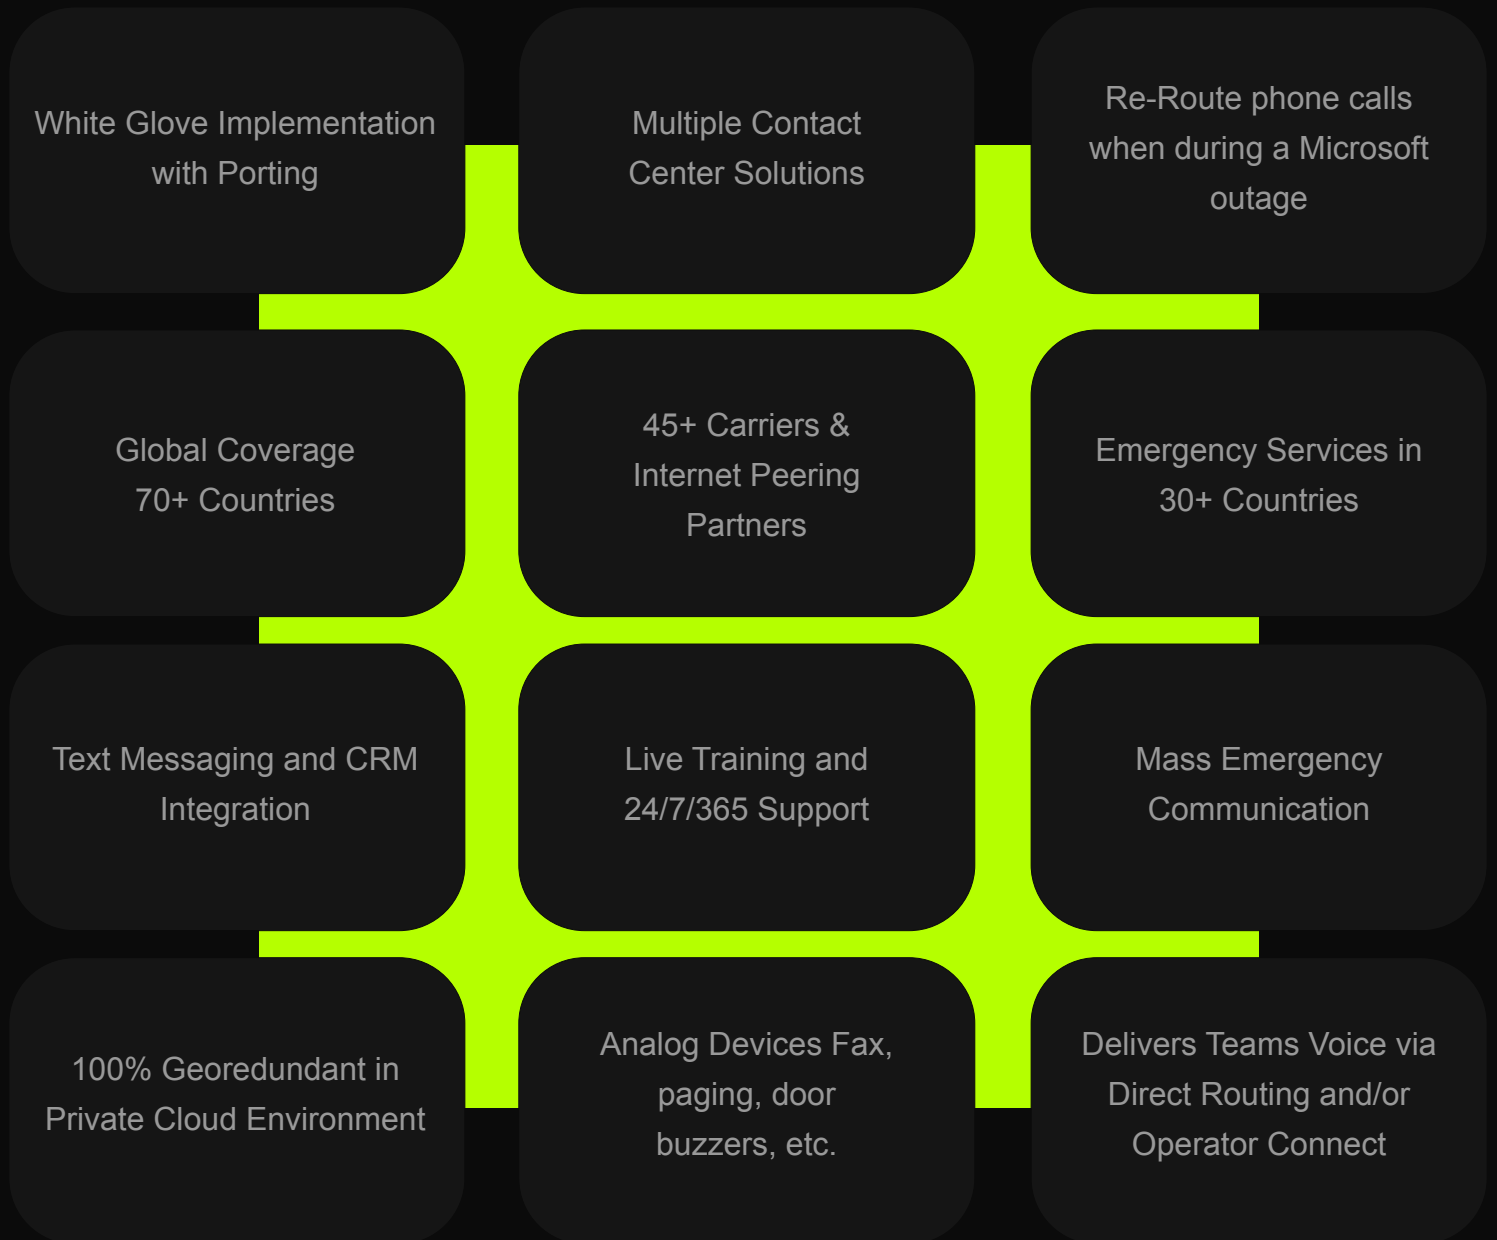 White Glove Implementation
with Porting
Multiple Contact
Center Solutions
Re-Route phone calls
when during a Microsoft
outage
Global Coverage
70+ Countries
45+ Carriers &
Internet Peering
Partners
Emergency Services in
30+ Countries
Text Messaging and CRM
Integration
Live Training and
24/7/365 Support
Mass Emergency
Communication
100% Georedundant in
Private Cloud Environment
Analog Devices Fax,
paging, door
buzzers, etc.
Delivers Teams Voice via
Direct Routing and/or
Operator Connect